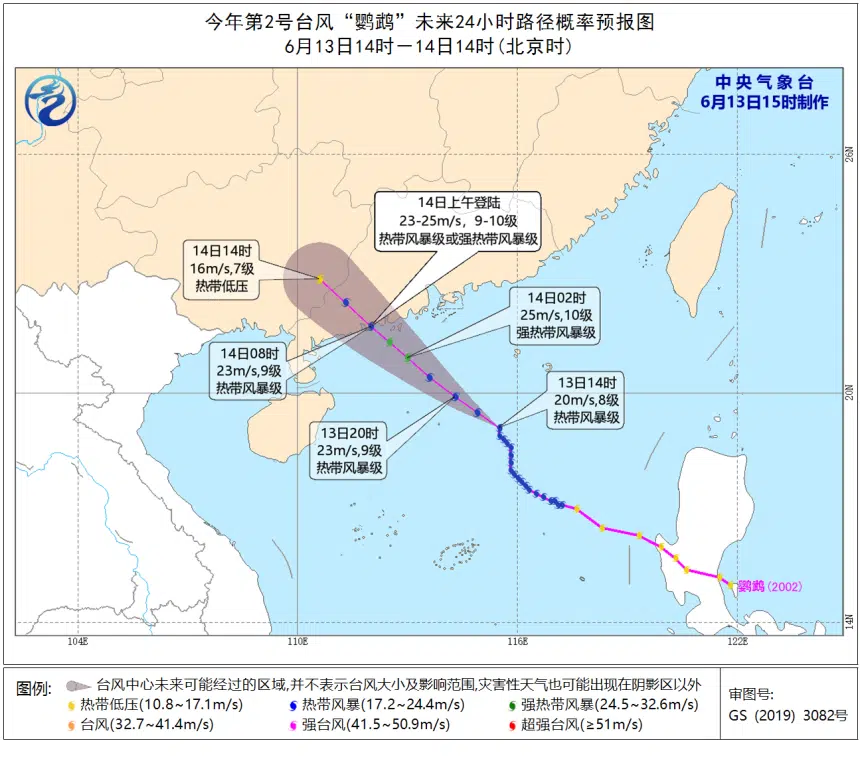 今年第2号台风“鹦鹉”未来24小时路径概率预报图
6月13日14时－14日14时(北京时)
中央气象台
6月13日15时制作
26N
14日上午登陆
23-25m/s，9-10级
热带风暴级或强热带风暴级
14日14时
16m/s,7级
热带低压
14日02时
25m/s,10级
强热带风暴级
14日08时
23m/s,9级
热带风暴级
13日14时
20m/s,8级
热带风暴级
20N
13日20时
23m/s,9级
热带风暴级
鹦鹉(2002)
14N
104E
110E
116E
122E
图例:
台风中心未来可能经过的区域,并不表示台风大小及影响范围,灾害性天气也可能出现在阴影区以外
热带低压(10.8~17.1m/s)
热带风暴(17.2~24.4m/s)
强热带风暴(24.5~32.6m/s)
台风(32.7~41.4m/s)
强台风(41.5~50.9m/s)
超强台风(≥51m/s)
审图号:
GS (2019) 3082号